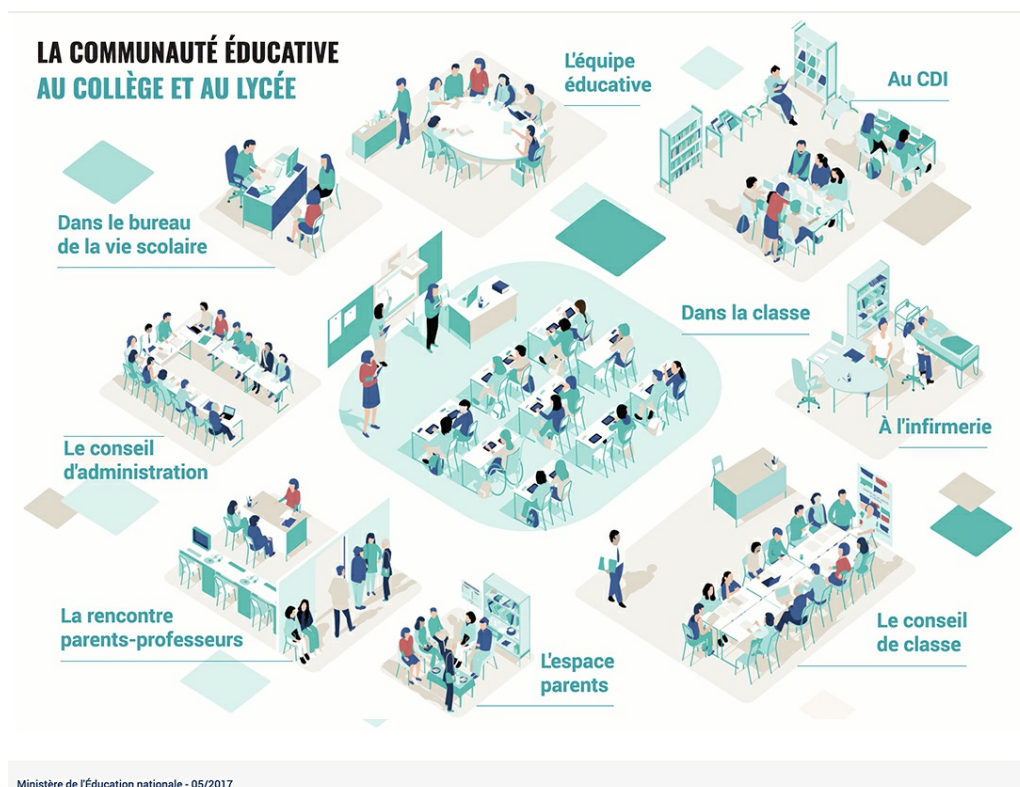 LA COMMUNAUTÉ ÉDUCATIVE
AU COLLÈGE ET AU LYCÉE
L'équipe
éducative
Au CDI
Dans le bureau
de la vie scolaire
Dans la classe
À l'infirmerie
Le conseil
d'administration
La rencontre
parents-professeurs
L'espace
parents
Le conseil
de classe
Ministère de l'Éducation nationale - 05/2017